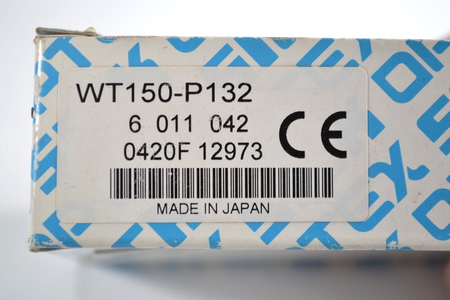 WT150-P132
6 011 042
0420F 12973
CE
MADE IN JAPAN